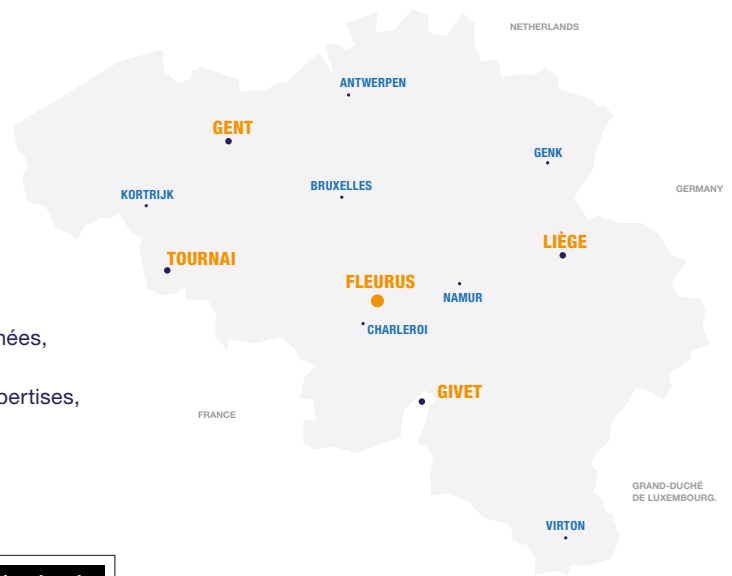 NETHERLANDS
ANTWERPEN
GENT
GENK
BRUXELLES
KORTRIJK
GERMANY
LIÈGE
TOURNAI
FLEURUS
NAMUR
CHARLEROI
GIVET
FRANCE
pertises,
GRAND-DUCHÉ
DE LUXEMBOURG.
VIRTON